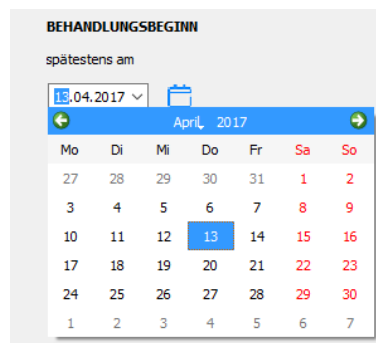 BEHANDLUNGSBEGINN
spätestens am
13.04.2017
April, 2017
Mo Di Mi Do Fr Sa So
27 28 29 30 31 1 2
3 4 5 6 7 8 9
10 11 12 13 14 15 16
17 18 19 20 21 22 23
24 25 26 27 28 29 30
1 2 3 4 5 6 7